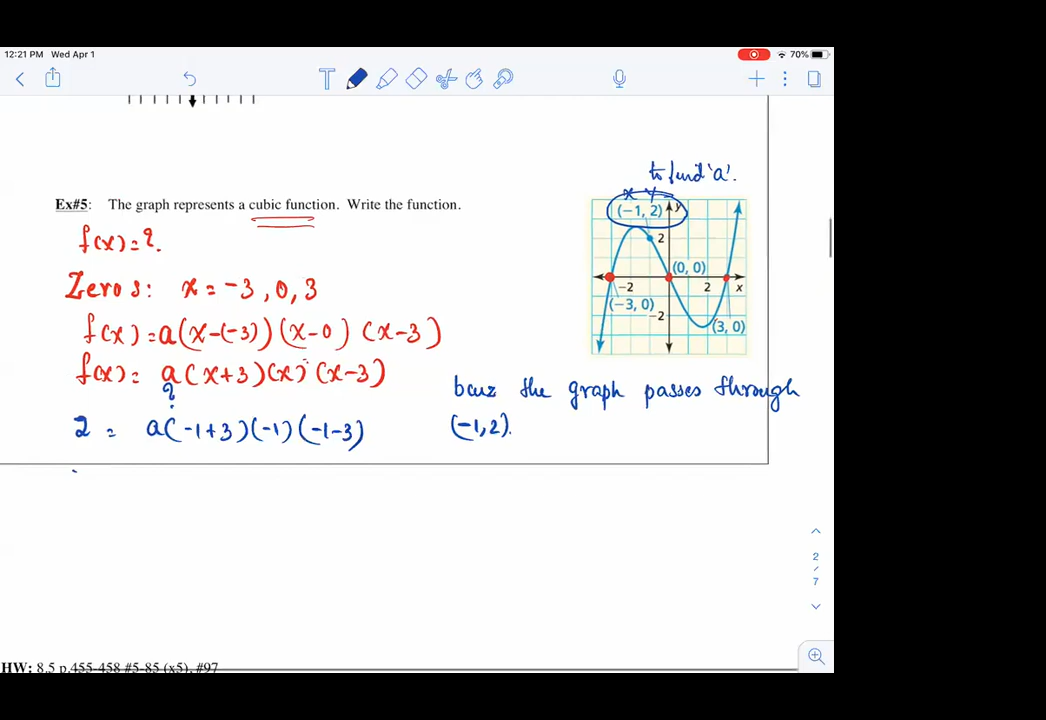 12:21 PM Wed Apr 1
70%
T
to find 'a'.
x y
Ex#5: The graph represents a cubic function. Write the function.
(−1, 2) y
f(x)=?
2
(0, 0)
Zeros: x = -3, 0, 3
−2 2 x
(−3, 0)
−2
(3, 0)
f(x)=a(x-(-3))(x-0)(x-3)
f(x)= a(x+3)(x)(x-3)
?
bcuz the graph passes through
(-1,2).
2 = a(-1+3)(-1)(-1-3)
2
/
7
HW: 8.5 p.455-458 #5-85 (x5), #97